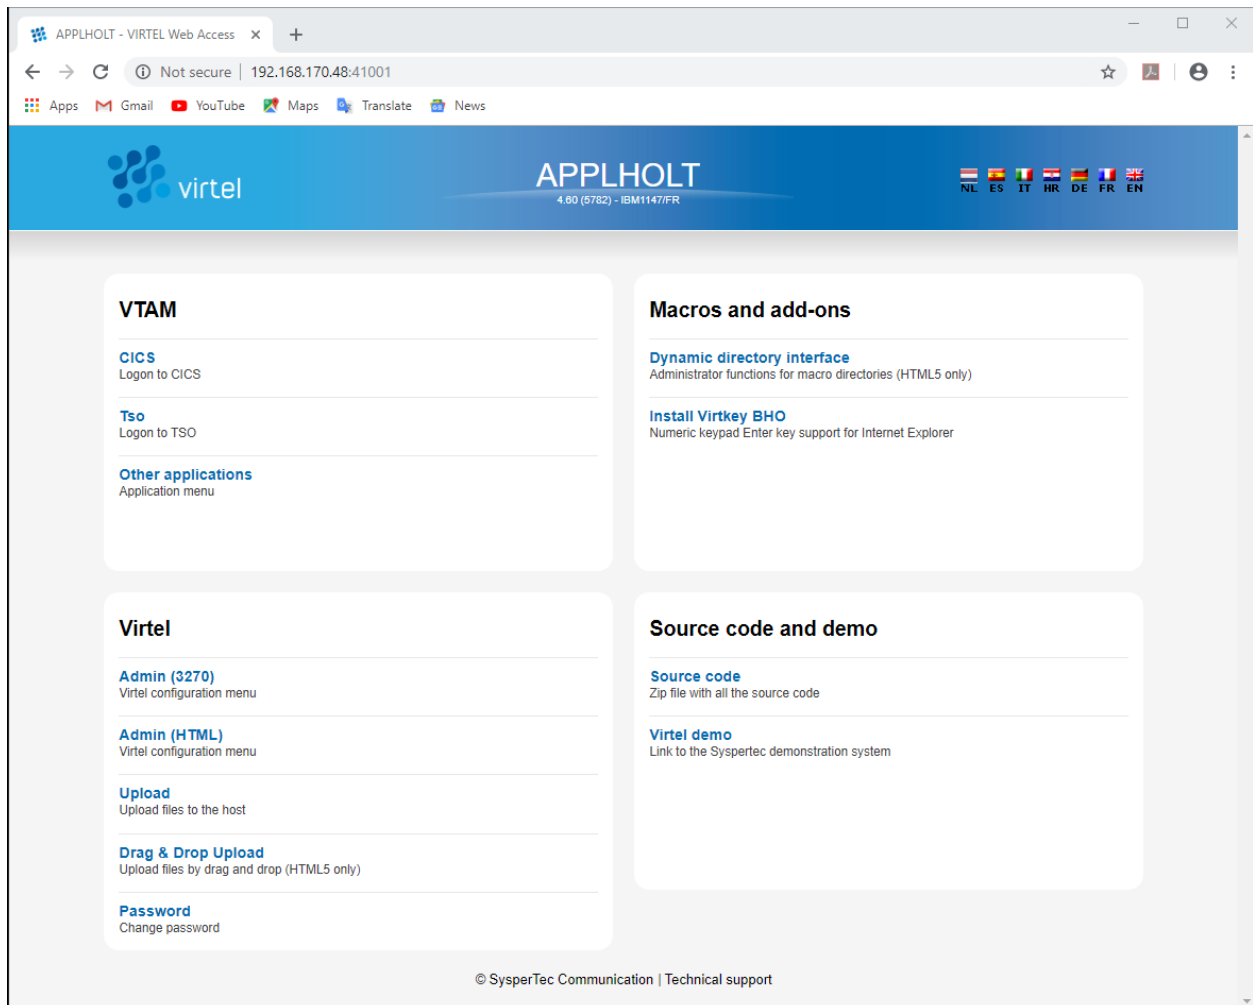 APPLHOLT - VIRTEL Web Access
Not secure | 192.168.170.48:41001
Apps Gmail YouTube Maps Translate News
virtel
APPLHOLT
4.60 (5782) - IBM1147/FR
NL ES IT HR DE FR EN
VTAM
CICS
Logon to CICS
Tso
Logon to TSO
Other applications
Application menu
Macros and add-ons
Dynamic directory interface
Administrator functions for macro directories (HTML5 only)
Install Virtkey BHO
Numeric keypad Enter key support for Internet Explorer
Virtel
Admin (3270)
Virtel configuration menu
Admin (HTML)
Virtel configuration menu
Upload
Upload files to the host
Drag & Drop Upload
Upload files by drag and drop (HTML5 only)
Password
Change password
Source code and demo
Source code
Zip file with all the source code
Virtel demo
Link to the Syspertec demonstration system
© SysperTec Communication | Technical support